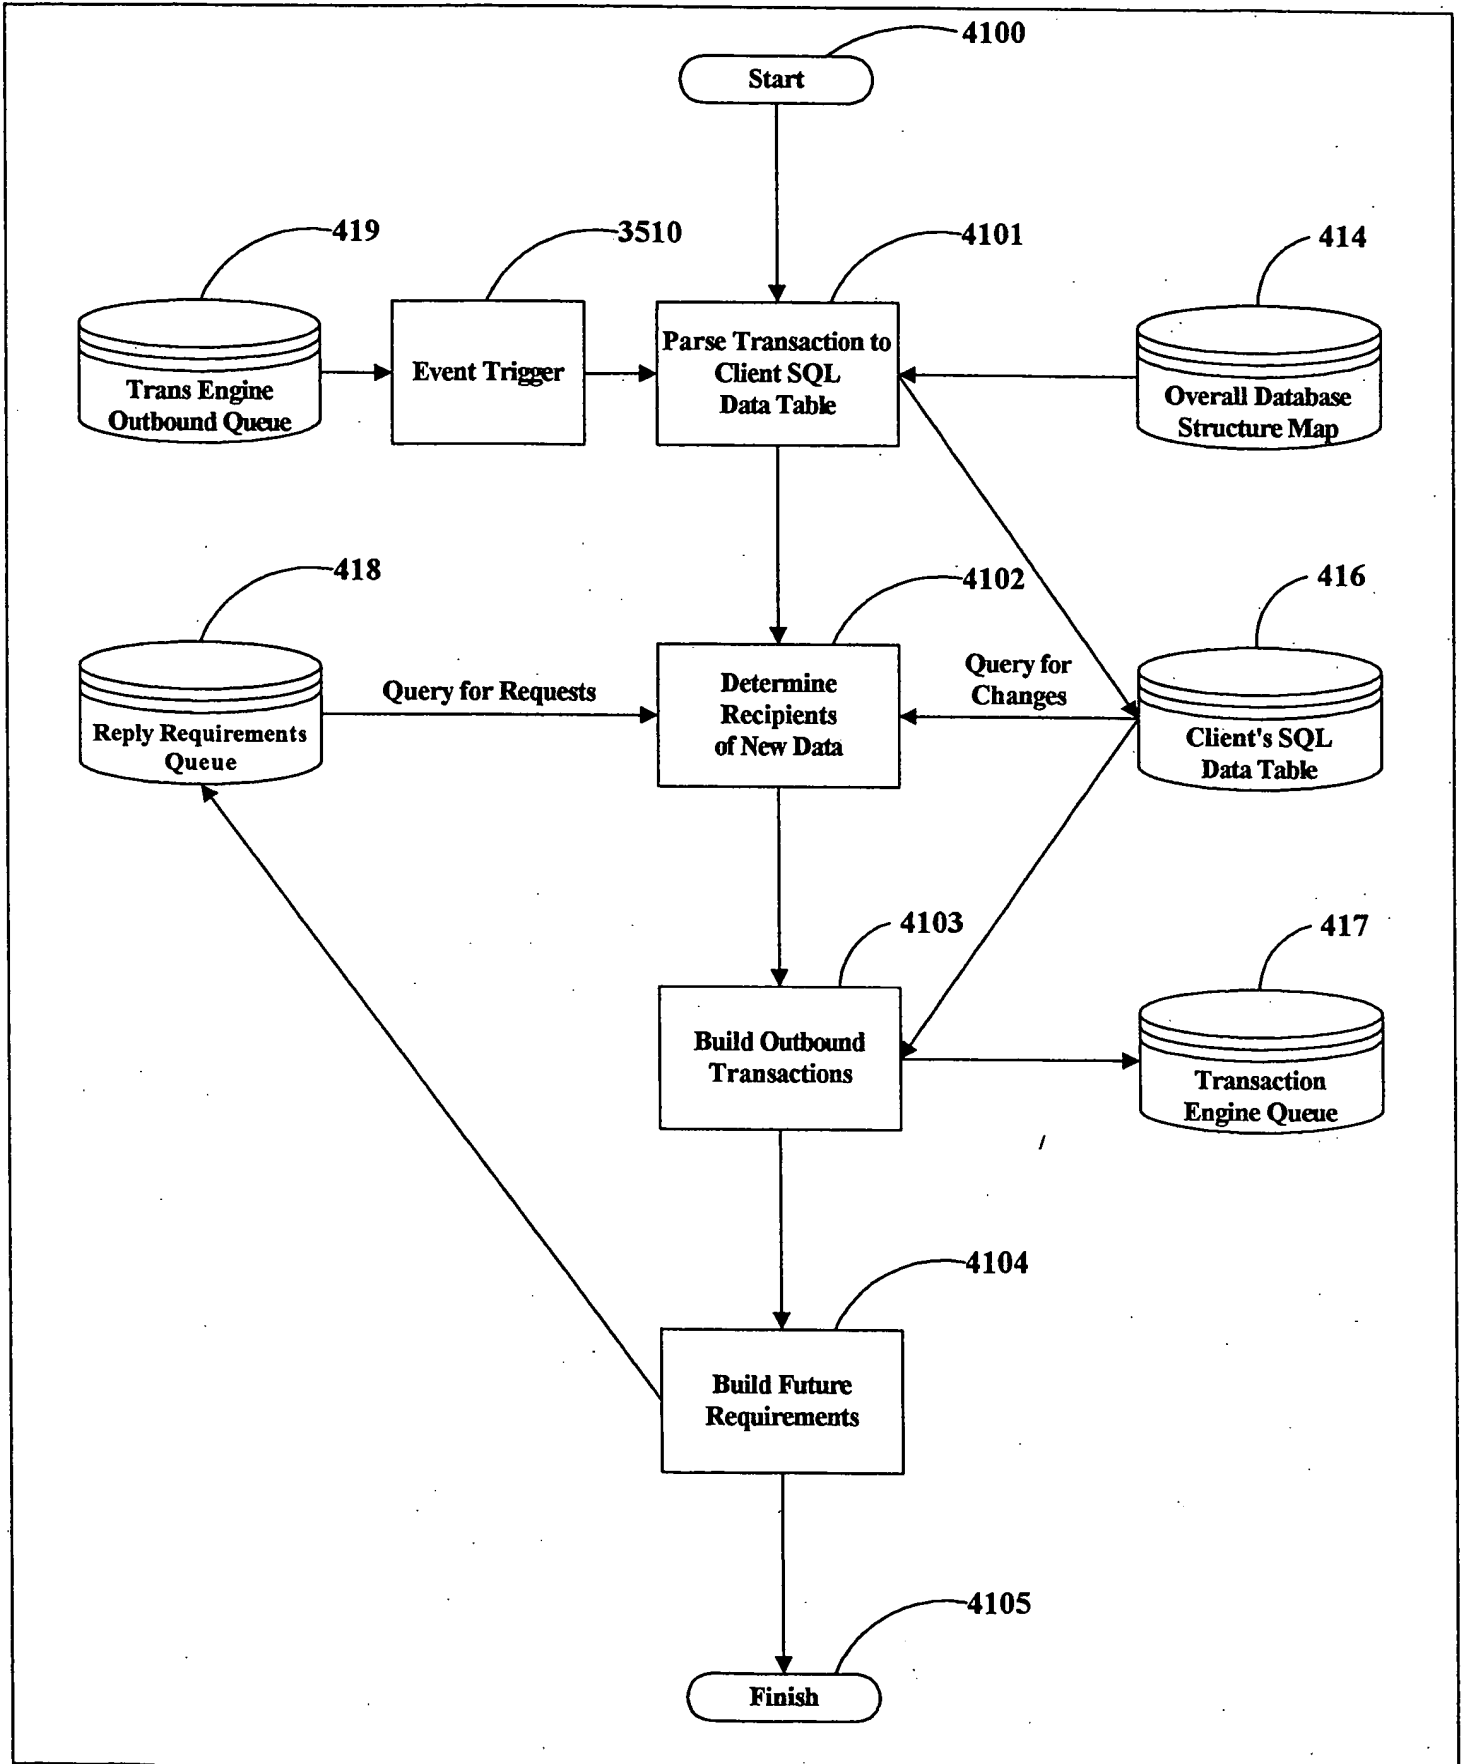 4100
Start
419
3510
4101
414
Trans Engine
Outbound Queue
Event Trigger
Parse Transaction to
Client SQL
Data Table
Overall Database
Structure Map
418
4102
416
Reply Requirements
Queue
Query for Requests
Determine
Recipients
of New Data
Query for
Changes
Client's SQL
Data Table
4103
417
Build Outbound
Transactions
Transaction
Engine Queue
4104
Build Future
Requirements
4105
Finish